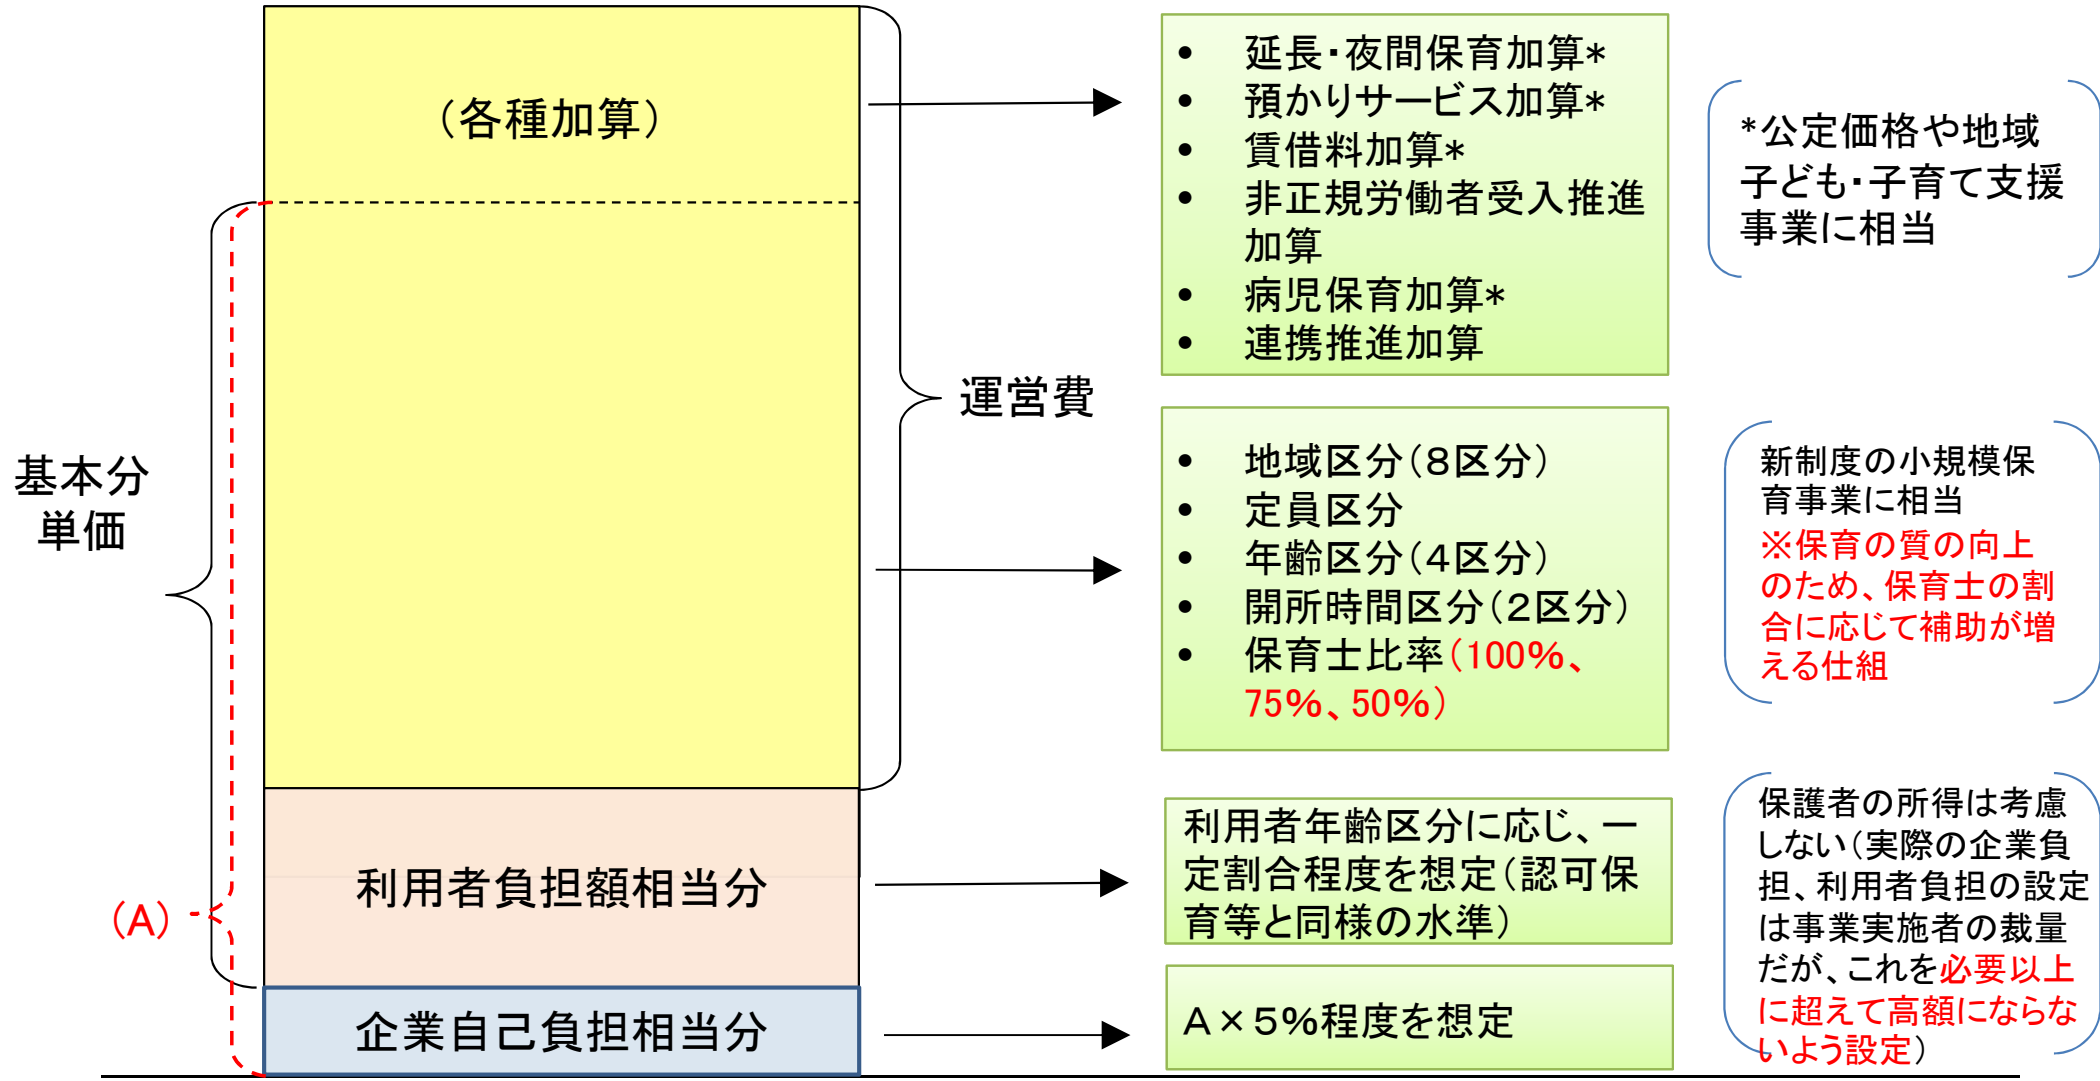 (各種加算)
基本分
単価
(A)
利用者負担額相当分
企業自己負担相当分
運営費
• 延長・夜間保育加算*
• 預かりサービス加算*
• 賃借料加算*
• 非正規労働者受入推進
加算
• 病児保育加算*
• 連携推進加算
*公定価格や地域
子ども・子育て支援
事業に相当
• 地域区分(8区分)
• 定員区分
• 年齢区分(4区分)
• 開所時間区分(2区分)
• 保育士比率(100%、
75%、50%)
新制度の小規模保
育事業に相当
※保育の質の向上
のため、保育士の割
合に応じて補助が増
える仕組
利用者年齢区分に応じ、一
定割合程度を想定(認可保
育等と同様の水準)
A×5%程度を想定
保護者の所得は考慮
しない(実際の企業負
担、利用者負担の設定
は事業実施者の裁量
だが、これを必要以上
に超えて高額にならな
いよう設定)